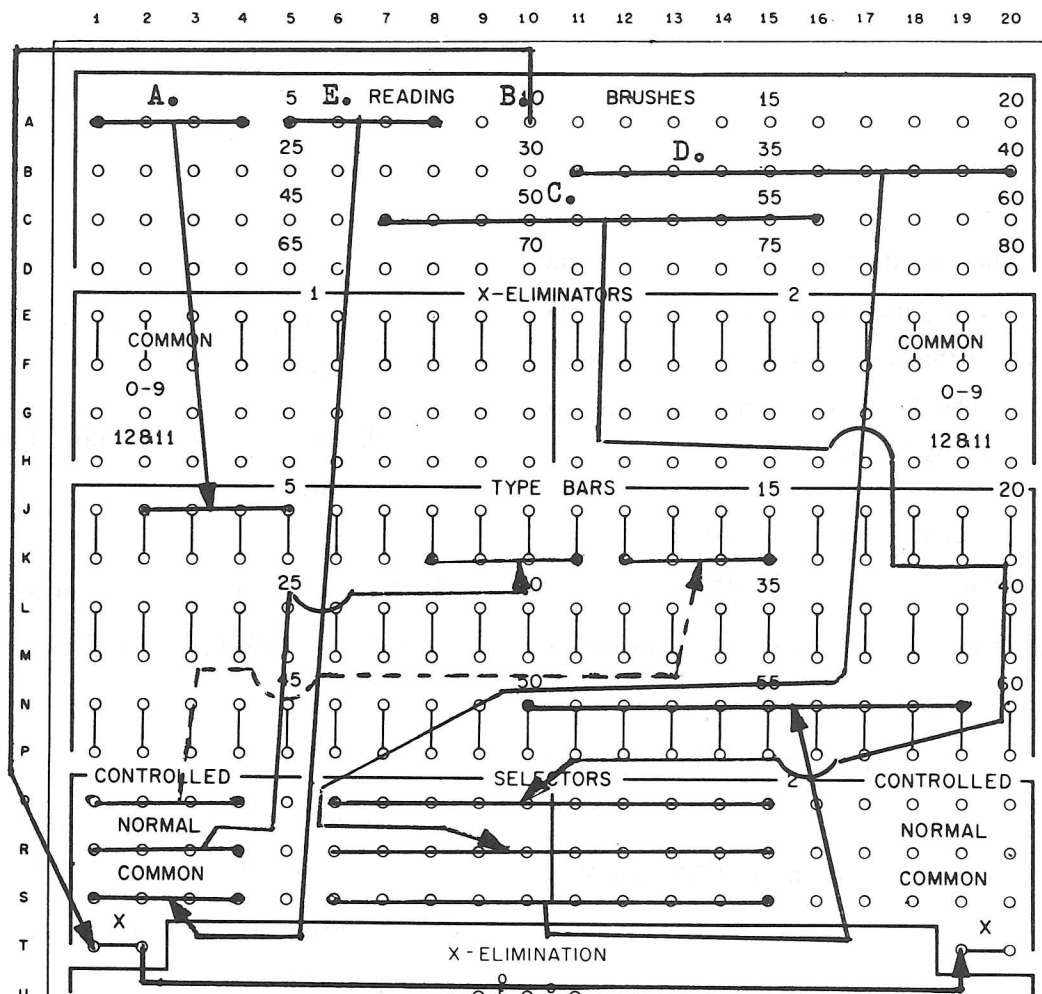 1 2 3 4 5 6 7 8 9 10 11 12 13 14 15 16 17 18 19 20
5 10 15 20
A. E. READING B. BRUSHES
A
25 30 35 40
B D.
45 50 55 60
C C.
65 70 75 80
D
1 X-ELIMINATORS 2
E
COMMON COMMON
F
0-9 0-9
G
12&11 12&11
H
5 TYPE BARS 15 20
J
K
25 30 35 40
L
M
45 50 55 60
N
P
CONTROLLED SELECTORS 2 CONTROLLED
NORMAL NORMAL
R
COMMON COMMON
S
X X
T
X-ELIMINATION